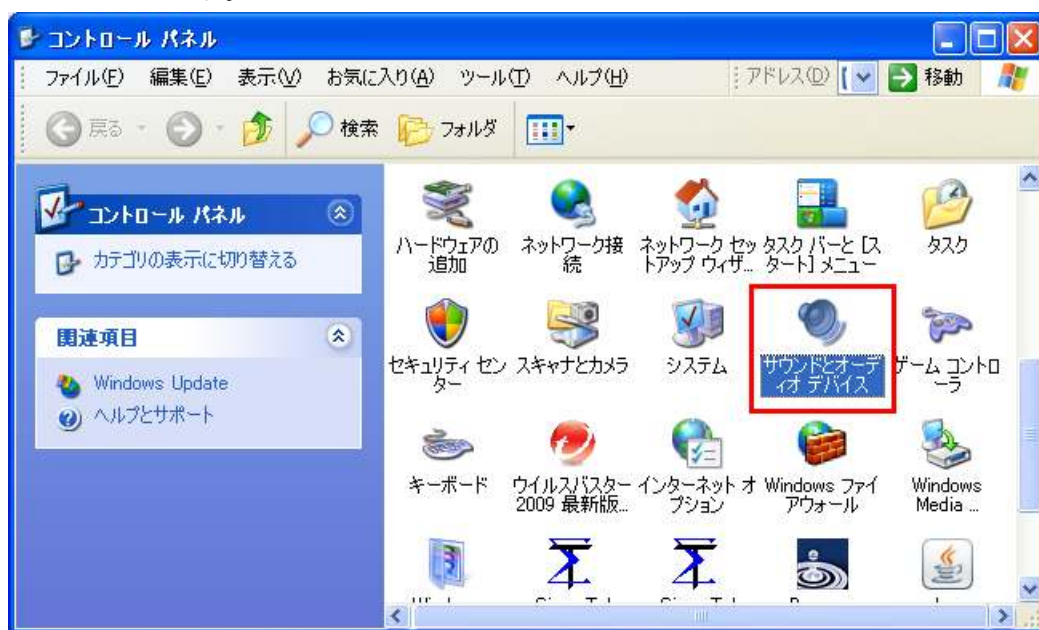 コントロール パネル
ファイル(F) 編集(E) 表示(V) お気に入り(A) ツール(T) ヘルプ(H) アドレス(D) 移動
戻る 検索 フォルダ
コントロール パネル
カテゴリの表示に切り替える
関連項目
Windows Update
ヘルプとサポート
ハードウェアの
追加
ネットワーク接
続
ネットワーク セッ
トアップ ウィザ...
タスク バーと [ス
タート] メニュー
タスク
セキュリティ セン
ター
スキャナとカメラ
システム
サウンドとオーデ
ィオ デバイス
ゲーム コントロ
ーラ
キーボード
ウイルスバスター
2009 最新版...
インターネット オ
プション
Windows ファイ
アウォール
Windows
Media ...